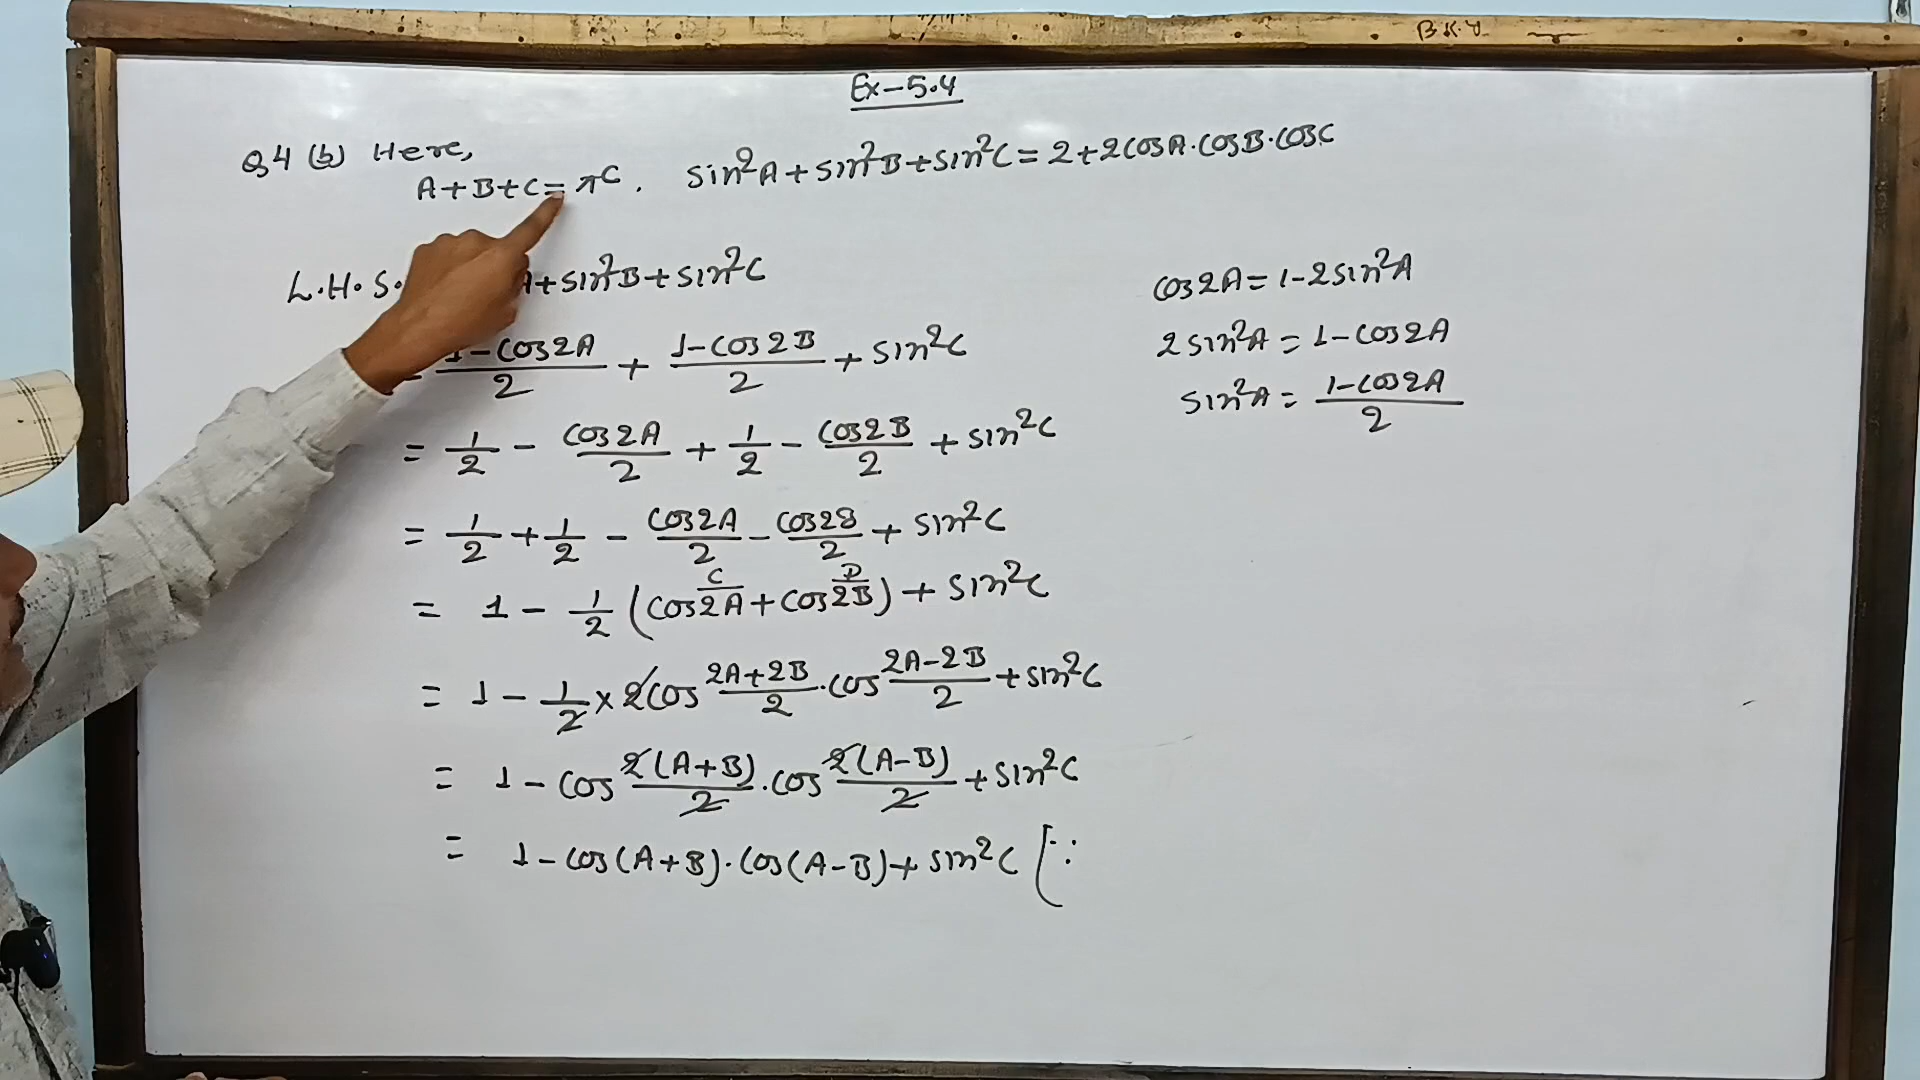 B.K.Y.
Ex-5.4
Q4 (b) Here,
A+B+C=π^c. sin²A+sin²B+sin²C=2+2cosA.cosB.cosC
L.H.S. A+sin²B+sin²C
= (1-cos2A)/2 + (1-cos2B)/2 + sin²C
= 1/2 - cos2A/2 + 1/2 - cos2B/2 + sin²C
= 1/2 + 1/2 - cos2A/2 - cos2B/2 + sin²C
C D
= 1 - 1/2 (cos2A+cos2B) + sin²C
= 1 - 1/2 × 2cos (2A+2B)/2 . cos (2A-2B)/2 + sin²C
= 1 - cos 2(A+B)/2 . cos 2(A-B)/2 + sin²C
= 1 - cos(A+B).cos(A-B)+sin²C [∵
cos2A=1-2sin²A
2sin²A=1-cos2A
sin²A= (1-cos2A)/2